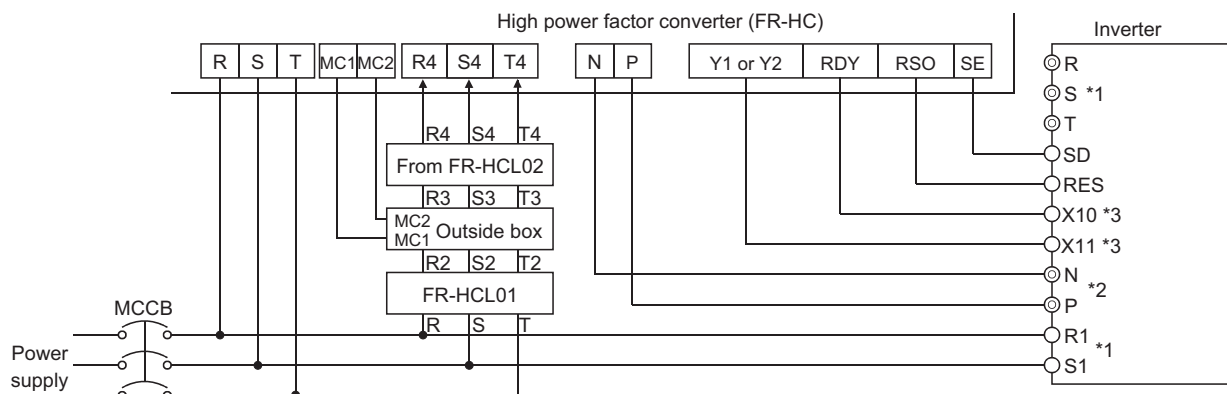 High power factor converter (FR-HC)
Inverter
R S T MC1 MC2 R4 S4 T4 N P Y1 or Y2 RDY RSO SE
R
S *1
T
R4 S4 T4
SD
From FR-HCL02
RES
R3 S3 T3
X10 *3
MC2
MC1 Outside box
X11 *3
R2 S2 T2
N
*2
FR-HCL01
P
MCCB
R S T
R1
*1
Power
supply
S1